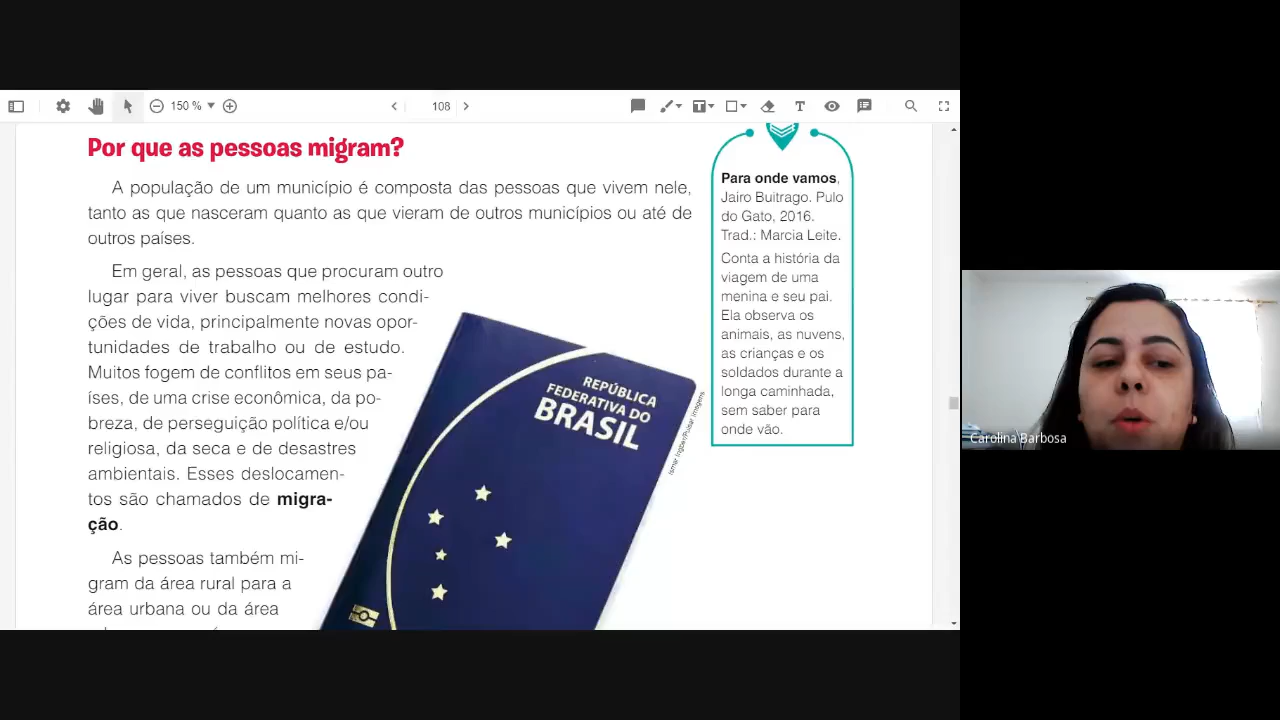 150 %
108
Por que as pessoas migram?
A população de um município é composta das pessoas que vivem nele,
tanto as que nasceram quanto as que vieram de outros municípios ou até de
outros países.
Em geral, as pessoas que procuram outro
lugar para viver buscam melhores condi-
ções de vida, principalmente novas opor-
tunidades de trabalho ou de estudo.
Muitos fogem de conflitos em seus pa-
íses, de uma crise econômica, da po-
breza, de perseguição política e/ou
religiosa, da seca e de desastres
ambientais. Esses deslocamen-
tos são chamados de migra-
ção.
As pessoas também mi-
gram da área rural para a
área urbana ou da área
REPÚBLICA
FEDERATIVA DO
BRASIL
Ismar Ingber/Pulsar Imagens
Para onde vamos,
Jairo Buitrago. Pulo
do Gato, 2016.
Trad.: Marcia Leite.
Conta a história da
viagem de uma
menina e seu pai.
Ela observa os
animais, as nuvens,
as crianças e os
soldados durante a
longa caminhada,
sem saber para
onde vão.
Carolina Barbosa